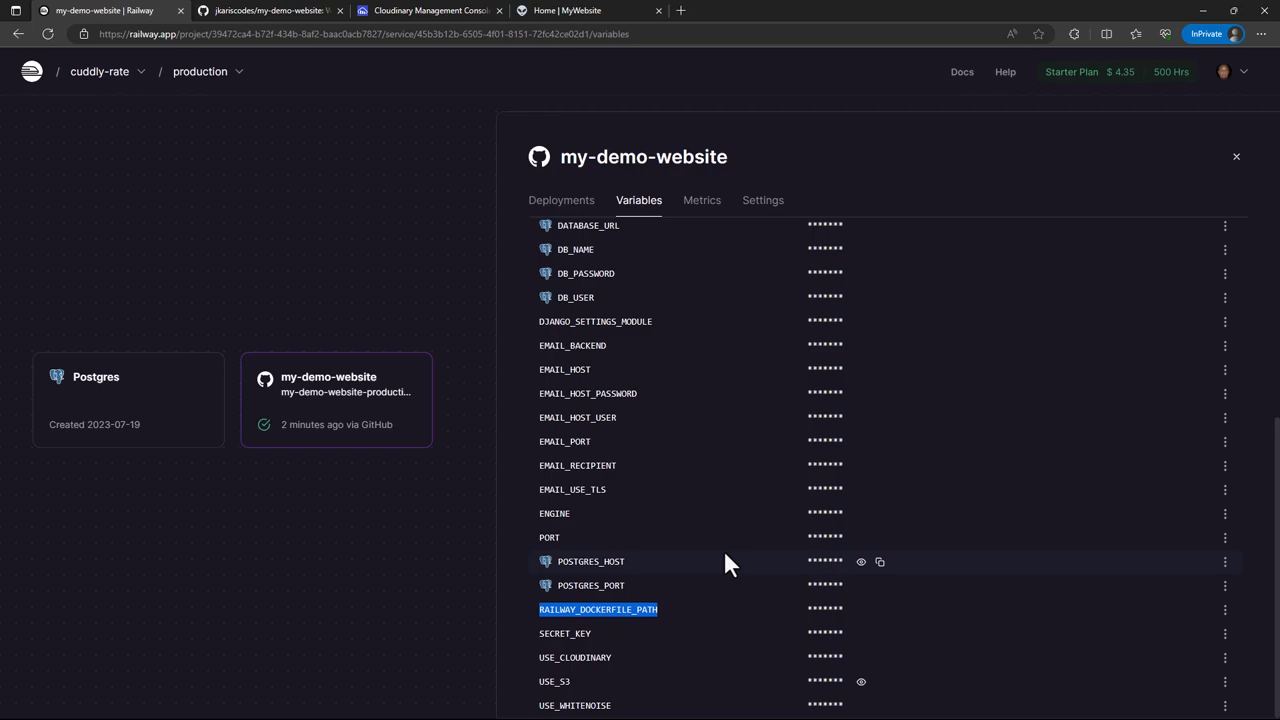 my-demo-website | Railway
jkariscodes/my-demo-website: W
Cloudinary Management Conso
Home | MyWebsite
https://railway.app/project/39472ca4-b72f-434b-8af2-baac0acb7827/service/45b3b12b-6505-4f01-8151-72fc42ce02d1/variables
InPrivate
/ cuddly-rate / production
Docs Help Starter Plan $ 4.35 500 Hrs
my-demo-website
Deployments Variables Metrics Settings
DATABASE_URL *******
DB_NAME *******
DB_PASSWORD *******
DB_USER *******
DJANGO_SETTINGS_MODULE *******
EMAIL_BACKEND *******
EMAIL_HOST *******
EMAIL_HOST_PASSWORD *******
EMAIL_HOST_USER *******
EMAIL_PORT *******
EMAIL_RECIPIENT *******
EMAIL_USE_TLS *******
ENGINE *******
PORT *******
POSTGRES_HOST *******
POSTGRES_PORT *******
RAILWAY_DOCKERFILE_PATH *******
SECRET_KEY *******
USE_CLOUDINARY *******
USE_S3 *******
USE_WHITENOISE *******
Postgres
Created 2023-07-19
my-demo-website
my-demo-website-producti...
2 minutes ago via GitHub